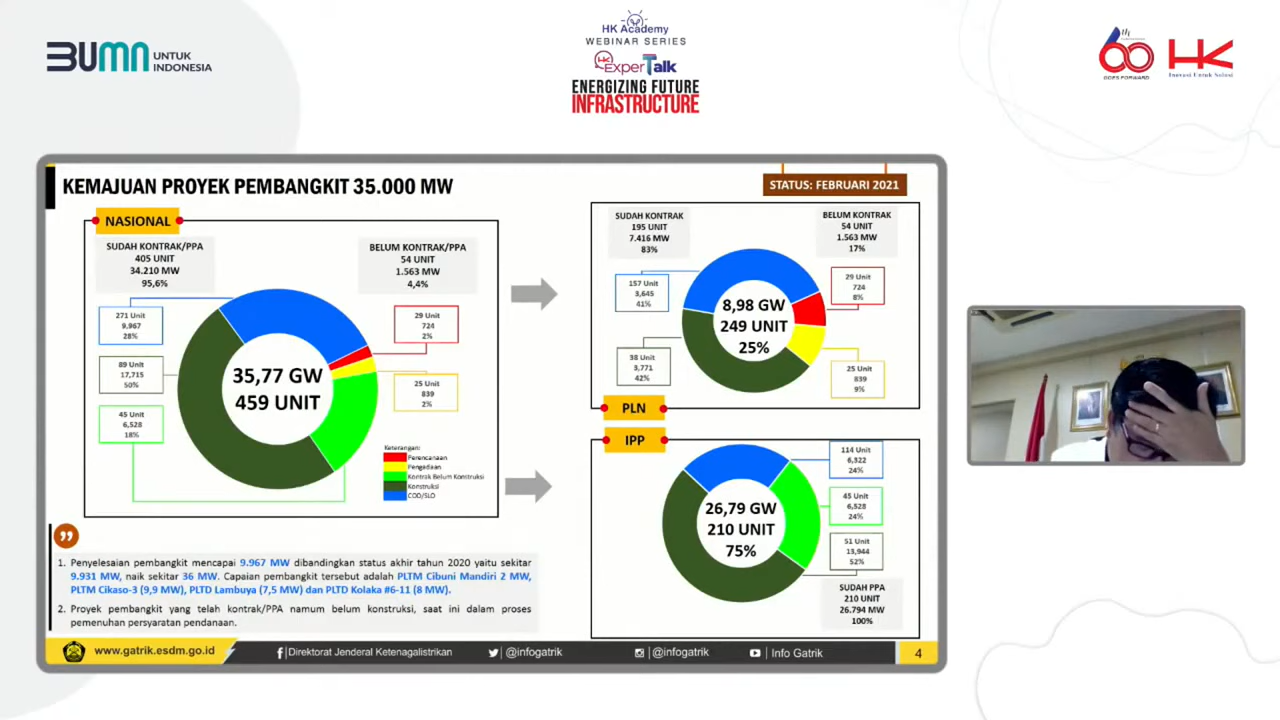 BUMN
UNTUK
INDONESIA
HK Academy
WEBINAR SERIES
HK
ExperTalk
ENERGIZING FUTURE
INFRASTRUCTURE
60th
GOES FORWARD
HK
Inovasi Untuk Solusi
KEMAJUAN PROYEK PEMBANGKIT 35.000 MW
STATUS: FEBRUARI 2021
NASIONAL
SUDAH KONTRAK/PPA
405 UNIT
34.210 MW
95,6%
BELUM KONTRAK/PPA
54 UNIT
1.563 MW
4,4%
271 Unit
9,967
28%
89 Unit
17,715
50%
45 Unit
6,528
18%
35,77 GW
459 UNIT
29 Unit
724
2%
25 Unit
839
2%
Keterangan:
Perencanaan
Pengadaan
Kontrak Belum Konstruksi
Konstruksi
COD/SLO
SUDAH KONTRAK
195 UNIT
7.416 MW
83%
BELUM KONTRAK
54 UNIT
1.563 MW
17%
157 Unit
3,645
41%
38 Unit
3,771
42%
8,98 GW
249 UNIT
25%
29 Unit
724
8%
25 Unit
839
9%
PLN
IPP
26,79 GW
210 UNIT
75%
114 Unit
6,322
24%
45 Unit
6,528
24%
51 Unit
13,944
52%
SUDAH PPA
210 UNIT
26.794 MW
100%
1. Penyelesaian pembangkit mencapai 9.967 MW dibandingkan status akhir tahun 2020 yaitu sekitar
9.931 MW, naik sekitar 36 MW. Capaian pembangkit tersebut adalah PLTM Cibuni Mandiri 2 MW,
PLTM Cikaso-3 (9,9 MW), PLTD Lambuya (7,5 MW) dan PLTD Kolaka #6-11 (8 MW).
2. Proyek pembangkit yang telah kontrak/PPA namum belum konstruksi, saat ini dalam proses
pemenuhan persyaratan pendanaan.
www.gatrik.esdm.go.id
Direktorat Jenderal Ketenagalistrikan
@infogatrik
@infogatrik
Info Gatrik
4